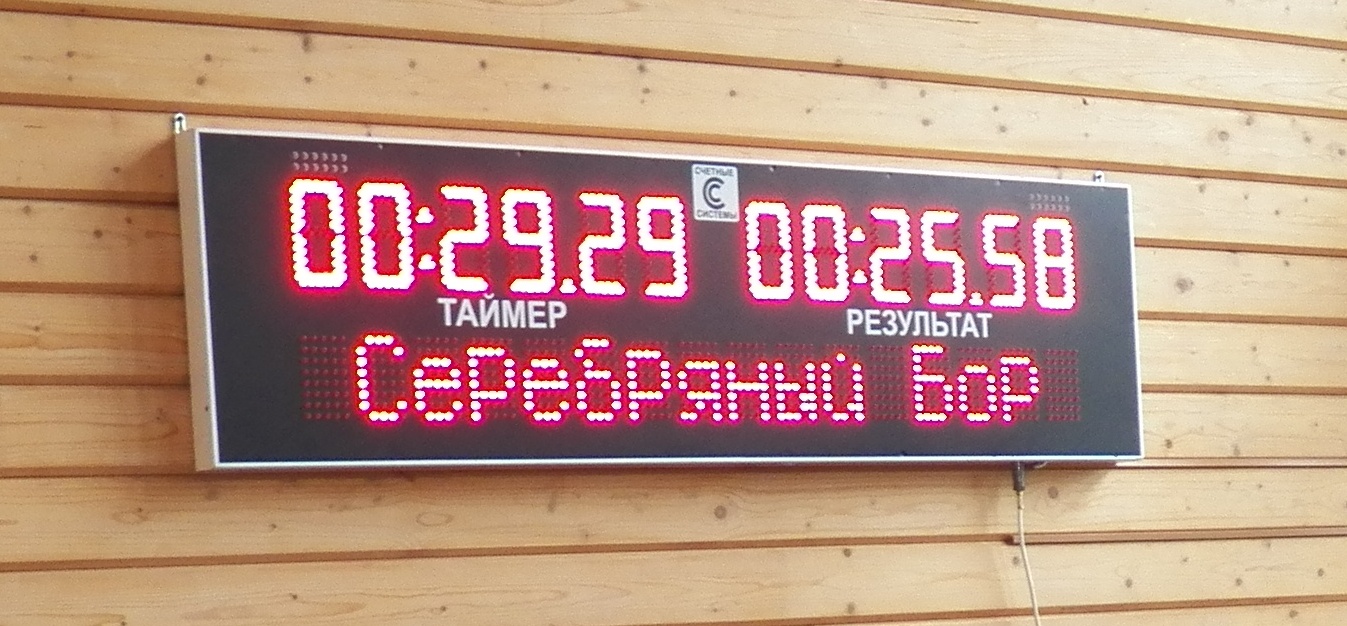 СЧЕТНЫЕ
С
СИСТЕМЫ
00:29.29 00:25.58
ТАЙМЕР РЕЗУЛЬТАТ
Серебряный Бор